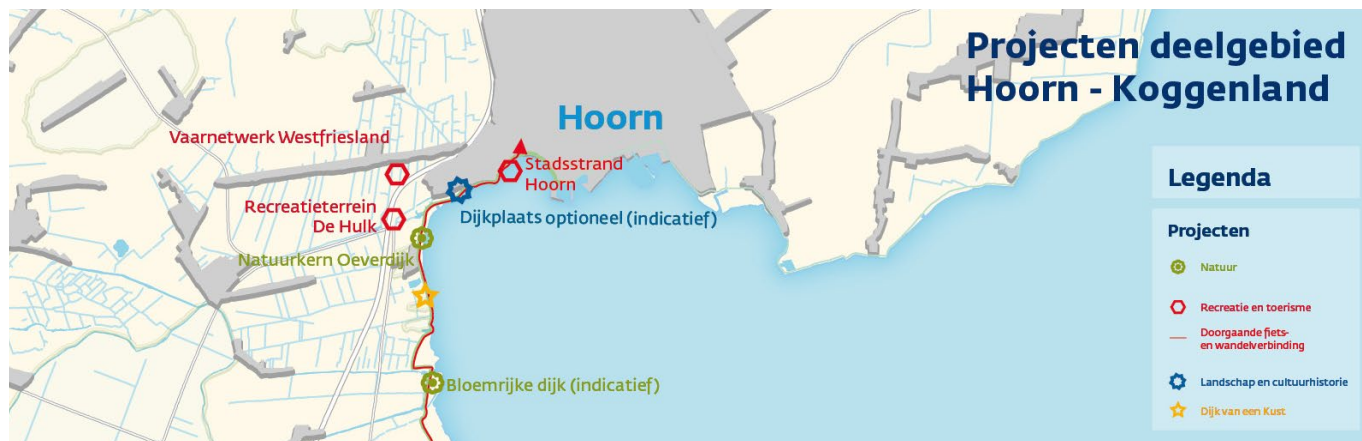 Projecten deelgebied
Hoorn - Koggenland
Hoorn
Vaarnetwerk Westfriesland
Stadsstrand
Hoorn
Recreatieterrein
De Hulk
Dijkplaats optioneel (indicatief)
Natuurkern Oeverdijk
Bloemrijke dijk (indicatief)
Legenda
Projecten
Natuur
Recreatie en toerisme
Doorgaande fiets-
en wandelverbinding
Landschap en cultuurhistorie
Dijk van een Kust